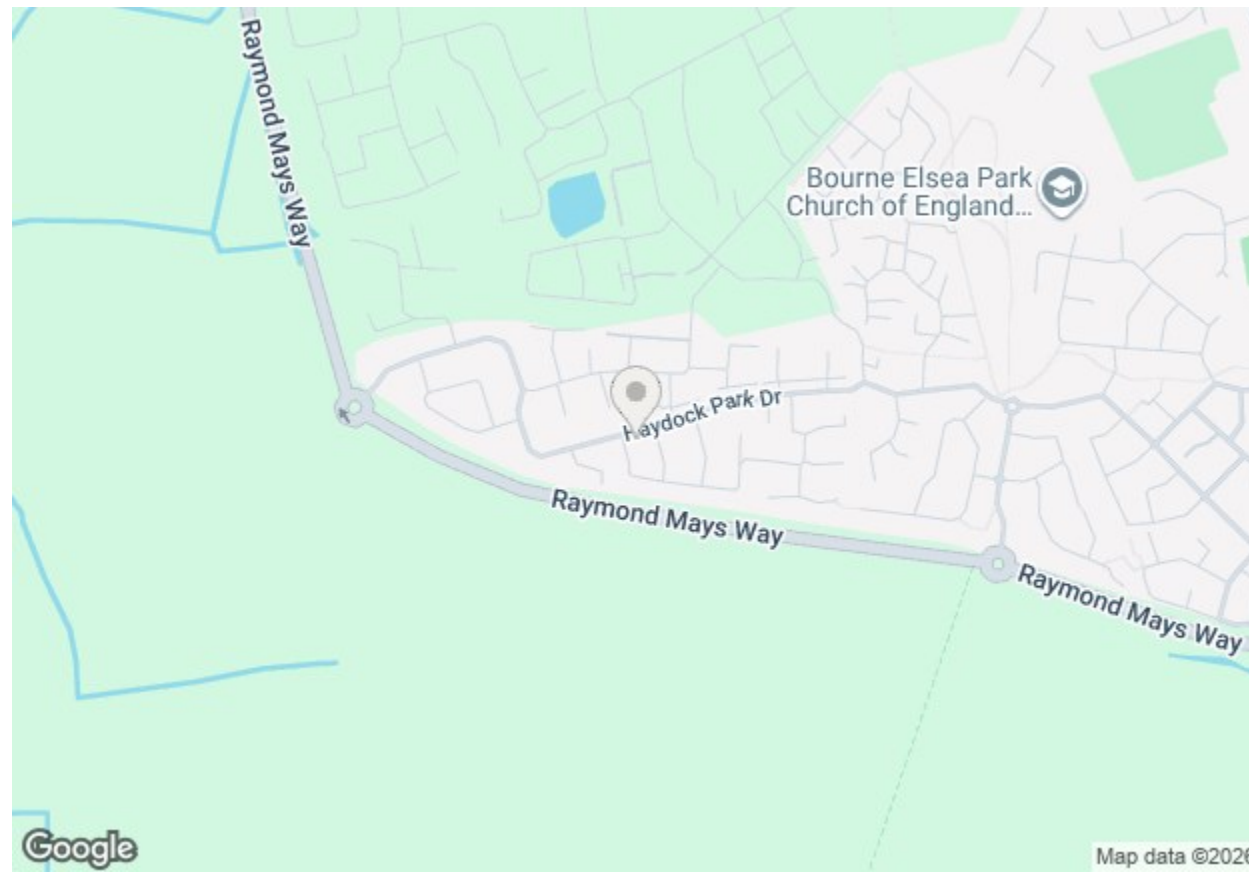 Raymond Mays Way
Bourne Elsea Park
Church of England...
Haydock Park Dr
Raymond Mays Way
Raymond Mays Way
Google
Map data ©2026